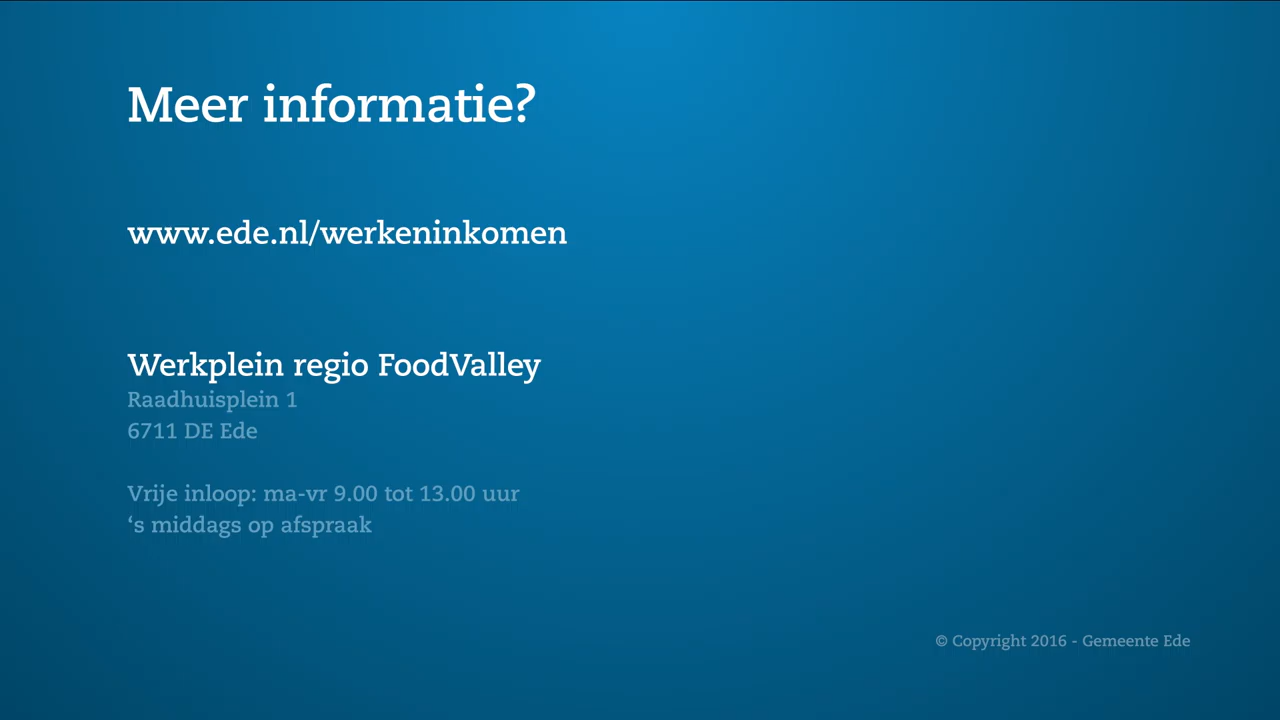 Meer informatie?
www.ede.nl/werkeninkomen
Werkplein regio FoodValley
Raadhuisplein 1
6711 DE Ede
Vrije inloop: ma-vr 9.00 tot 13.00 uur
‘s middags op afspraak
© Copyright 2016 - Gemeente Ede